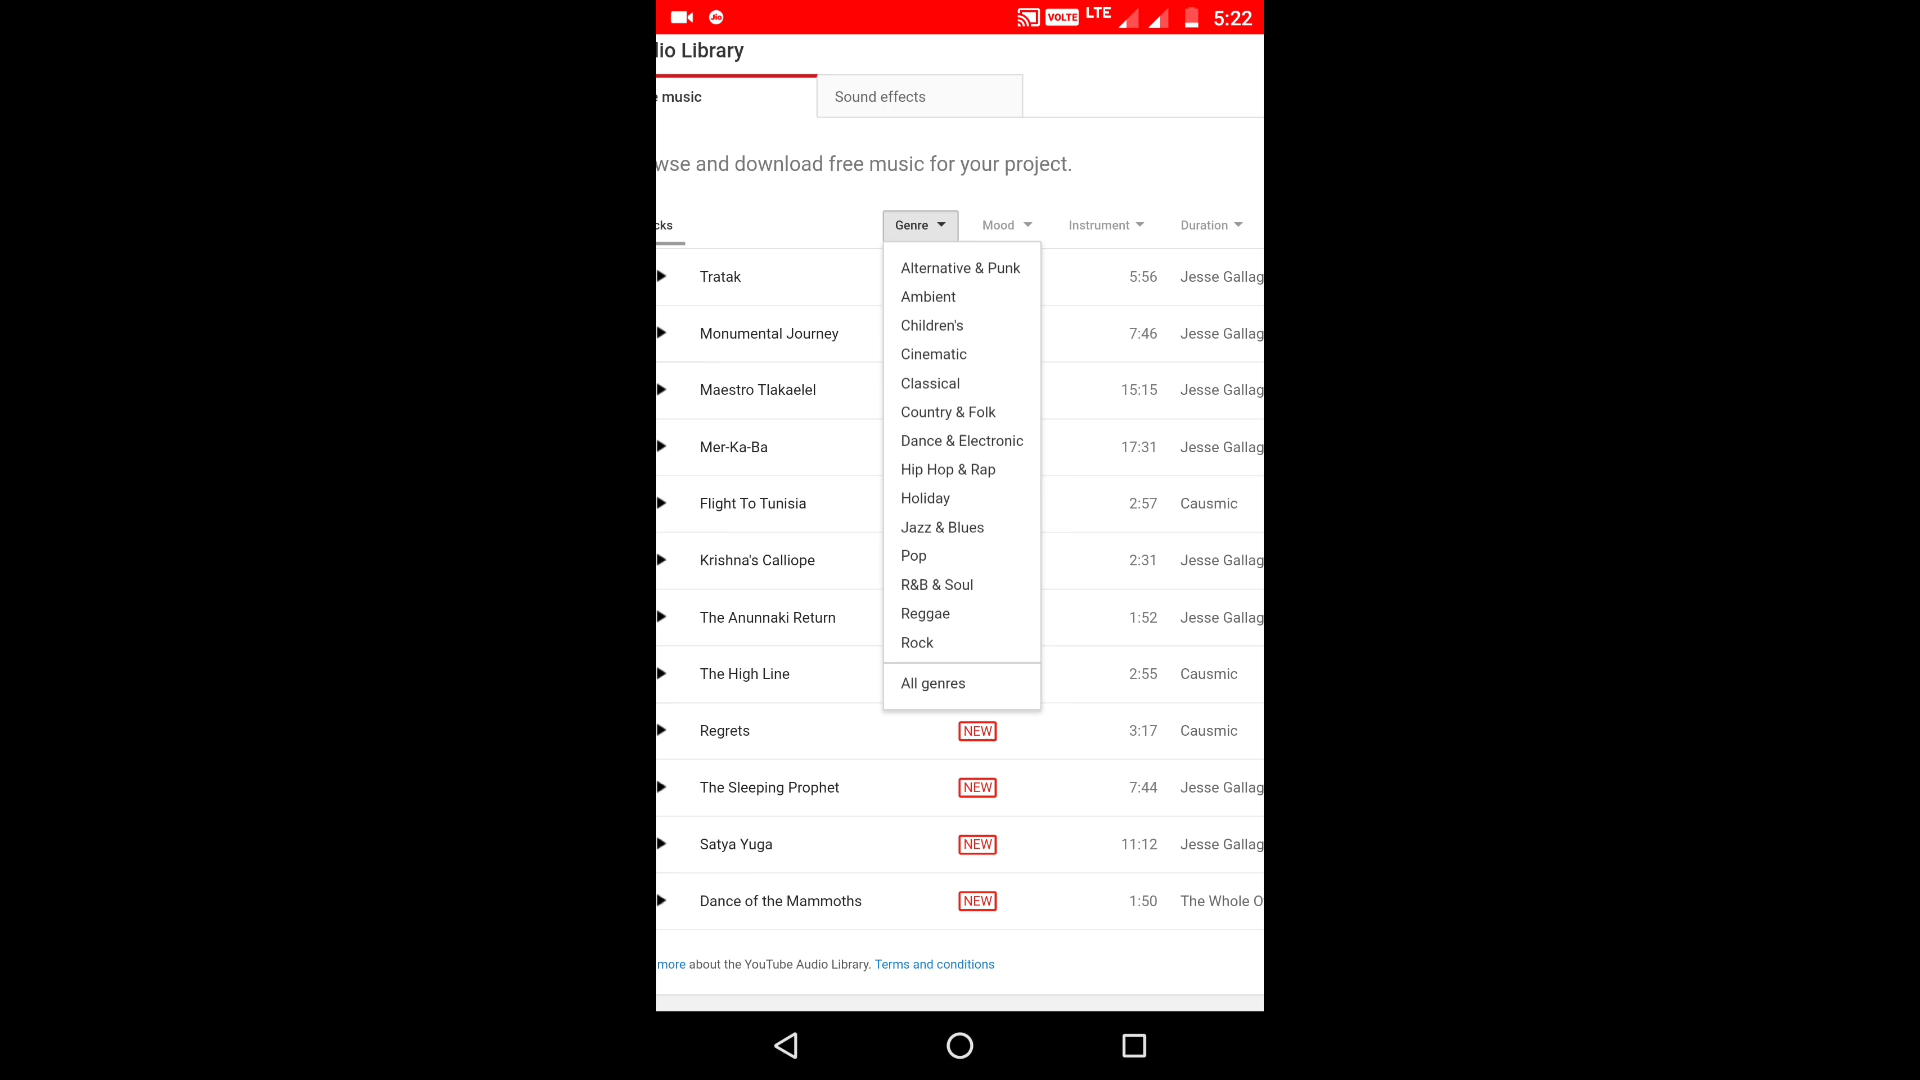 Jio VoLTE LTE 5:22
dio Library
e music Sound effects
wse and download free music for your project.
cks Genre Mood Instrument Duration
Alternative & Punk
Ambient
Children's
Cinematic
Classical
Country & Folk
Dance & Electronic
Hip Hop & Rap
Holiday
Jazz & Blues
Pop
R&B & Soul
Reggae
Rock
All genres
Tratak 5:56 Jesse Gallag
Monumental Journey 7:46 Jesse Gallag
Maestro Tlakaelel 15:15 Jesse Gallag
Mer-Ka-Ba 17:31 Jesse Gallag
Flight To Tunisia 2:57 Causmic
Krishna's Calliope 2:31 Jesse Gallag
The Anunnaki Return 1:52 Jesse Gallag
The High Line 2:55 Causmic
Regrets NEW 3:17 Causmic
The Sleeping Prophet NEW 7:44 Jesse Gallag
Satya Yuga NEW 11:12 Jesse Gallag
Dance of the Mammoths NEW 1:50 The Whole O
more about the YouTube Audio Library. Terms and conditions